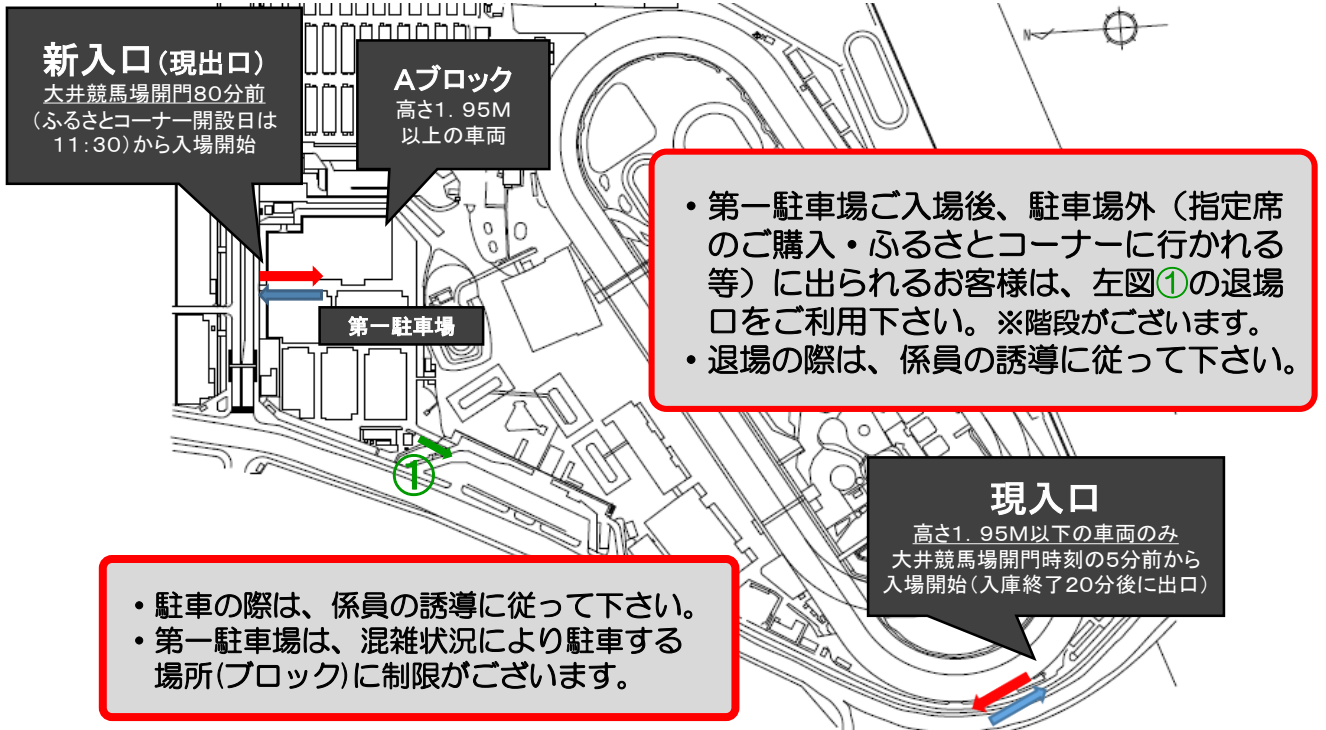 新入口(現出口)
大井競馬場開門80分前
(ふるさとコーナー開設日は
11:30)から入場開始
Aブロック
高さ1．95M
以上の車両
N
・第一駐車場ご入場後、駐車場外（指定席
のご購入・ふるさとコーナーに行かれる
等）に出られるお客様は、左図①の退場
口をご利用下さい。※階段がございます。
・退場の際は、係員の誘導に従って下さい。
第一駐車場
①
現入口
高さ1．95M以下の車両のみ
大井競馬場開門時刻の5分前から
入場開始(入庫終了20分後に出口)
・駐車の際は、係員の誘導に従って下さい。
・第一駐車場は、混雑状況により駐車する
場所(ブロック)に制限がございます。